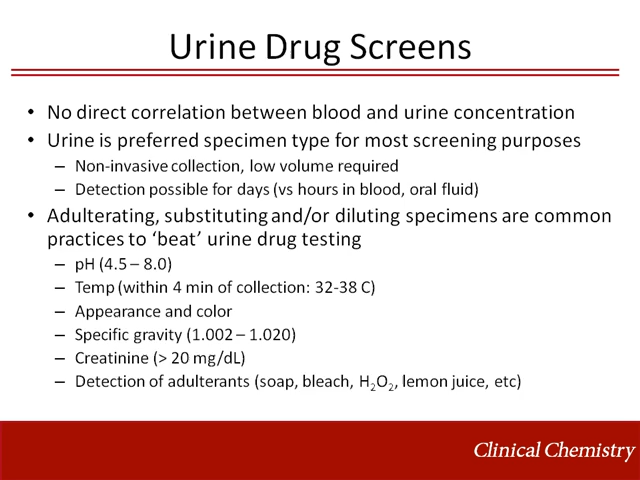 Urine Drug Screens
• No direct correlation between blood and urine concentration
• Urine is preferred specimen type for most screening purposes
– Non-invasive collection, low volume required
– Detection possible for days (vs hours in blood, oral fluid)
• Adulterating, substituting and/or diluting specimens are common
practices to ‘beat’ urine drug testing
– pH (4.5 – 8.0)
– Temp (within 4 min of collection: 32-38 C)
– Appearance and color
– Specific gravity (1.002 – 1.020)
– Creatinine (> 20 mg/dL)
– Detection of adulterants (soap, bleach, H₂O₂, lemon juice, etc)
Clinical Chemistry